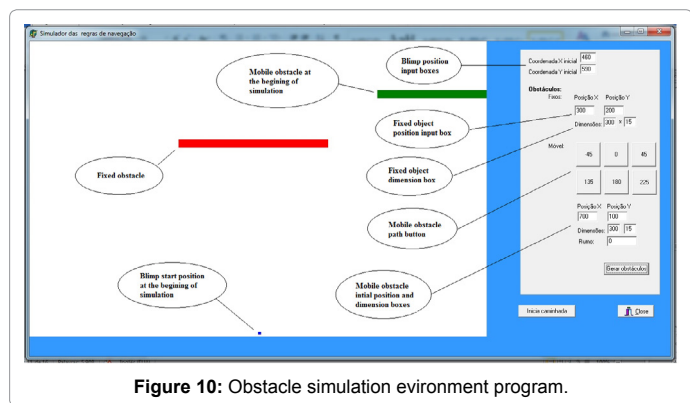 Simulador das regras de navegação
Mobile obstacle at
the begining of
simulation
Blimp position
input boxes
Fixed object
position input box
Fixed obstacle
Fixed object
dimension box
Mobile obstacle
path button
Blimp start position
at the begining of
simulation
Mobile obstacle
intial position and
dimension boxes
Coordenada X inicial 460
Coordenada Y inicial 590
Obstáculos:
Fixos: Posição X Posição Y
300 200
Dimensões: 300 X 15
Móvel:
-45 0 45
135 180 225
Posição X Posição Y
700 100
Dimensões: 300 15
Rumo: 0
Gerar obstáculos
Inicia caminhada
Close
Figure 10: Obstacle simulation evironment program.